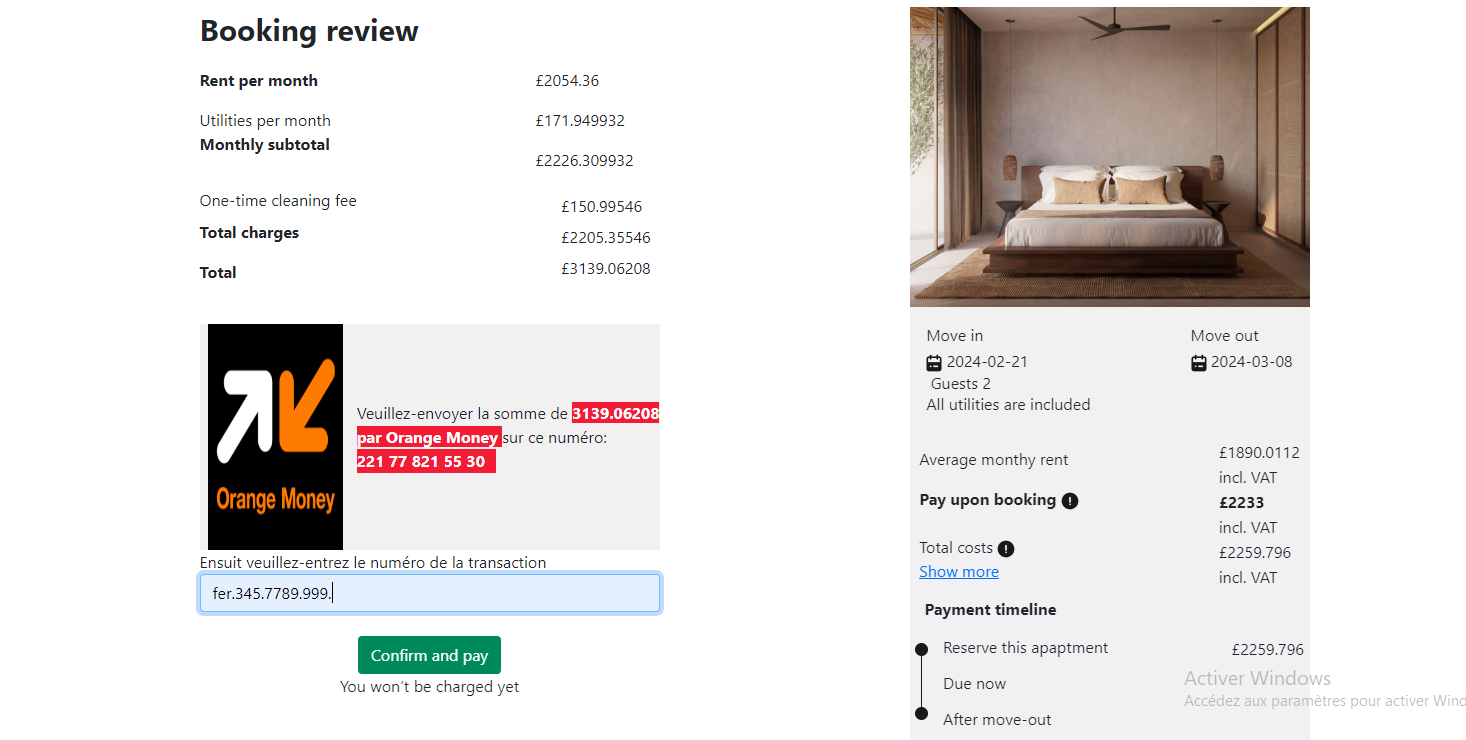 Booking review
Rent per month £2054.36
Utilities per month £171.949932
Monthly subtotal
£2226.309932
One-time cleaning fee £150.99546
Total charges £2205.35546
Total £3139.06208
Orange Money
Veuillez-envoyer la somme de 3139.06208
par Orange Money sur ce numéro:
221 77 821 55 30
Ensuit veuillez-entrez le numéro de la transaction
fer.345.7789.999.
Confirm and pay
You won't be charged yet
Move in Move out
2024-02-21 2024-03-08
Guests 2
All utilities are included
Average monthy rent £1890.0112
incl. VAT
Pay upon booking £2233
incl. VAT
Total costs £2259.796
Show more incl. VAT
Payment timeline
Reserve this apaptment £2259.796
Due now
After move-out
Activer Windows
Accédez aux paramètres pour activer Wind